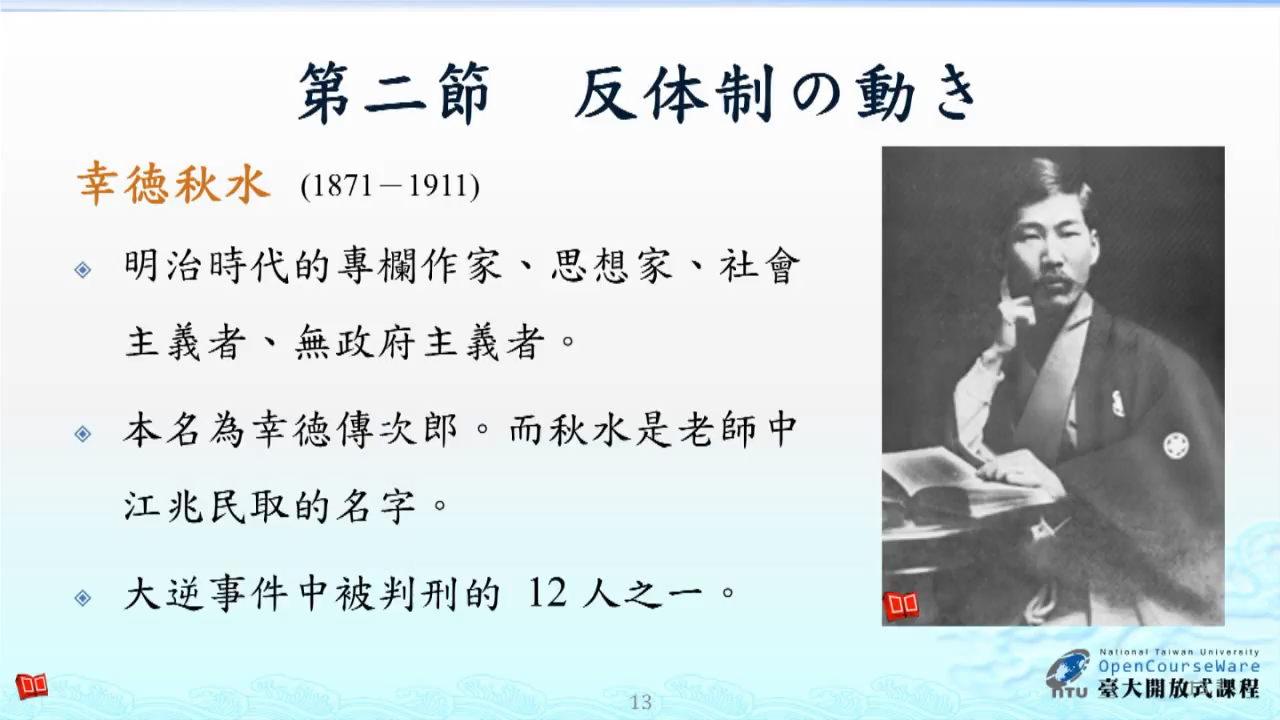 第二節　反体制の動き
幸徳秋水 (1871－1911)
明治時代的專欄作家、思想家、社會
主義者、無政府主義者。
本名為幸徳傳次郎。而秋水是老師中
江兆民取的名字。
大逆事件中被判刑的 12 人之一。
National Taiwan University
OpenCourseWare
NTU 臺大開放式課程
13